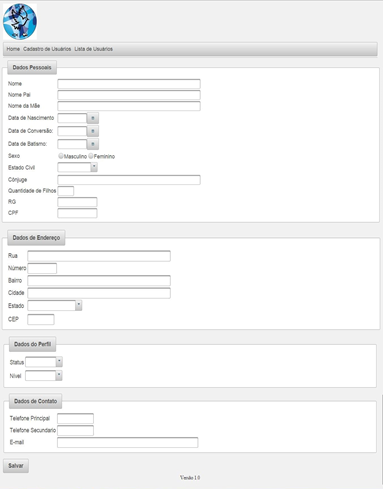 Home Cadastro de Usuários Lista de Usuários
Dados Pessoais
Nome
Nome Pai
Nome da Mãe
Data de Nascimento
Data de Conversão:
Data de Batismo:
Sexo Masculino Feminino
Estado Civil
Cônjuge
Quantidade de Filhos
RG
CPF
Dados de Endereço
Rua
Número
Bairro
Cidade
Estado
CEP
Dados do Perfil
Status
Nível
Dados de Contato
Telefone Principal
Telefone Secundário
E-mail
Salvar
Versão 1.0